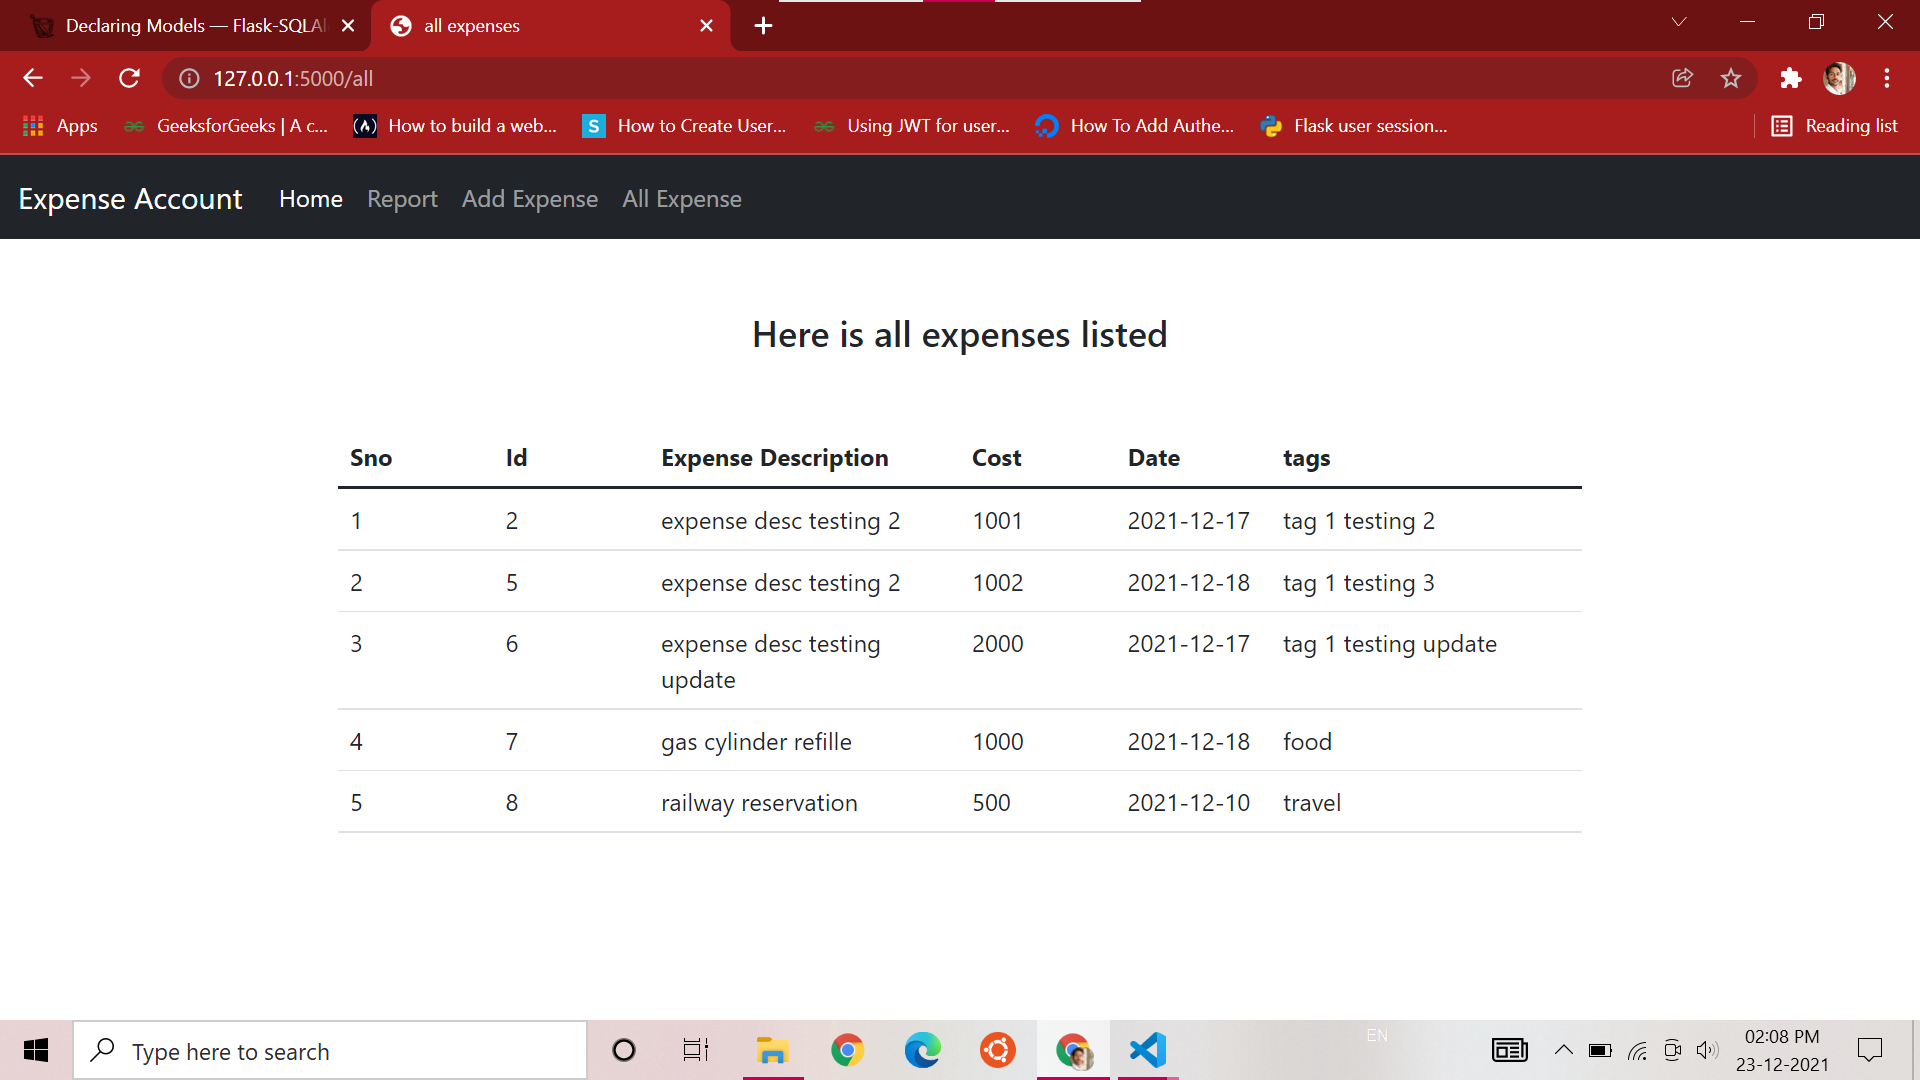 Declaring Models — Flask-SQLAl
all expenses
127.0.0.1:5000/all
Apps
GeeksforGeeks | A c...
How to build a web...
How to Create User...
Using JWT for user...
How To Add Authe...
Flask user session...
Reading list
Expense Account Home Report Add Expense All Expense
Here is all expenses listed
Sno Id Expense Description Cost Date tags
1 2 expense desc testing 2 1001 2021-12-17 tag 1 testing 2
2 5 expense desc testing 2 1002 2021-12-18 tag 1 testing 3
3 6 expense desc testing 2000 2021-12-17 tag 1 testing update
update
4 7 gas cylinder refille 1000 2021-12-18 food
5 8 railway reservation 500 2021-12-10 travel
Type here to search
EN
02:08 PM
23-12-2021